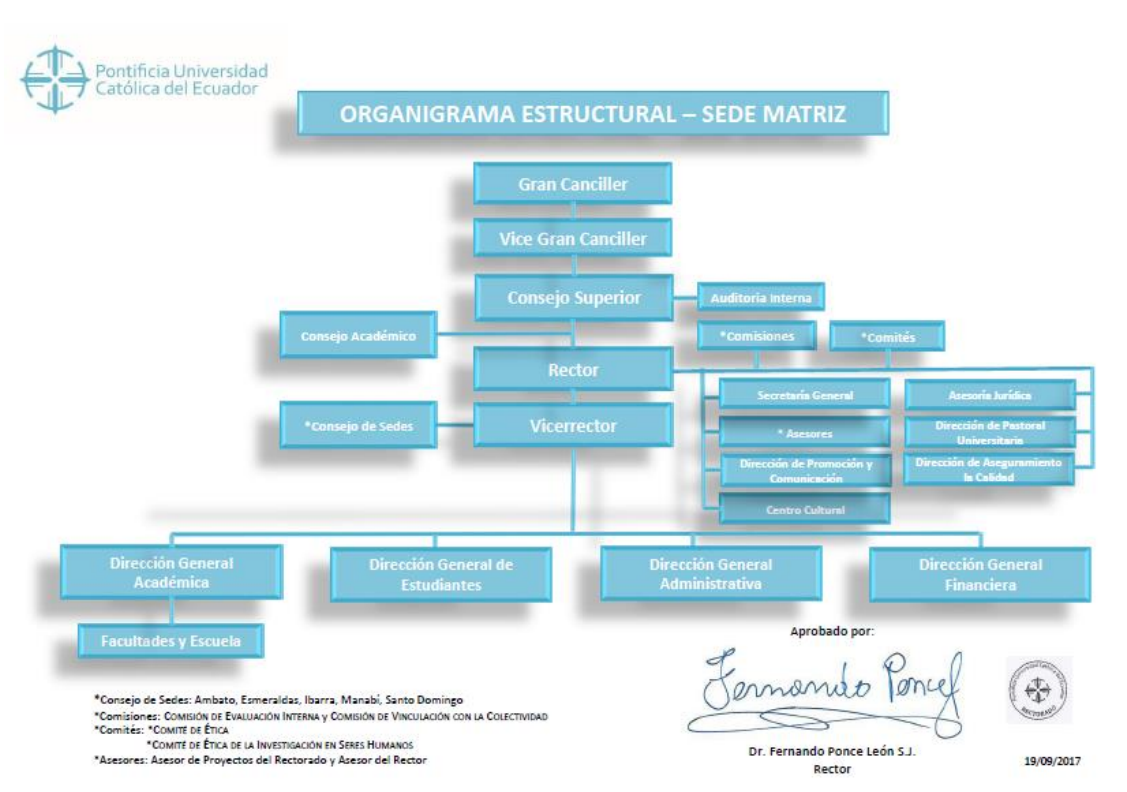 Pontificia Universidad
Católica del Ecuador
ORGANIGRAMA ESTRUCTURAL – SEDE MATRIZ
Gran Canciller
Vice Gran Canciller
Consejo Superior
Auditoria Interna
Consejo Académico
*Comisiones
*Comités
Rector
Secretaría General
Asesoría Jurídica
*Consejo de Sedes
Vicerrector
* Asesores
Dirección de Pastoral
Universitaria
Dirección de Promoción y
Comunicación
Dirección de Aseguramiento
la Calidad
Centro Cultural
Dirección General
Académica
Dirección General de
Estudiantes
Dirección General
Administrativa
Dirección General
Financiera
Facultades y Escuela
Aprobado por:
Fernando Ponce
*Consejo de Sedes: Ambato, Esmeraldas, Ibarra, Manabí, Santo Domingo
*Comisiones: COMISIÓN DE EVALUACIÓN INTERNA Y COMISIÓN DE VINCULACIÓN CON LA COLECTIVIDAD
*Comités: *COMITÉ DE ÉTICA
*COMITÉ DE ÉTICA DE LA INVESTIGACIÓN EN SERES HUMANOS
*Asesores: Asesor de Proyectos del Rectorado y Asesor del Rector
RECTORADO
Dr. Fernando Ponce León S.J.
Rector
19/09/2017